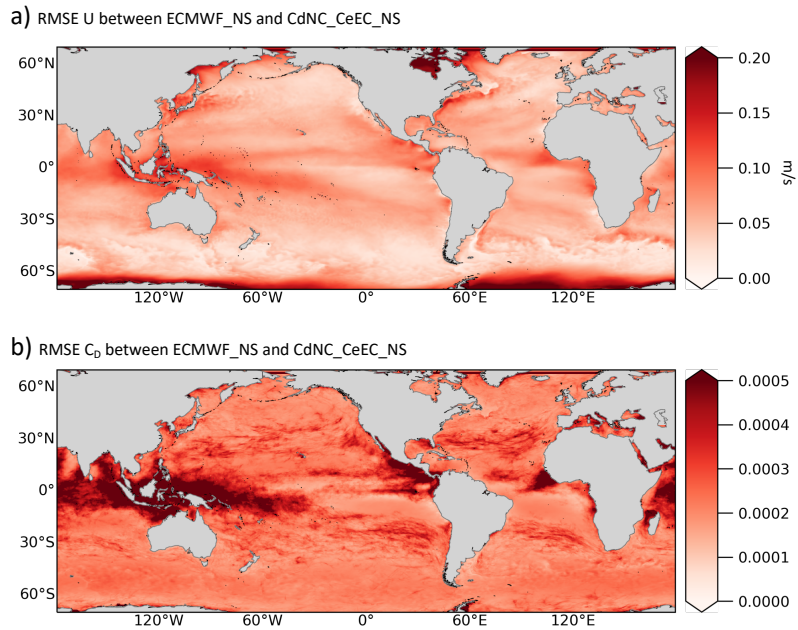 a) RMSE U between ECMWF_NS and CdNC_CeEC_NS
60°N
30°N
0°
30°S
60°S
120°W
60°W
0°
60°E
120°E
0.20
0.15
0.10
0.05
0.00
m/s
b) RMSE C_D between ECMWF_NS and CdNC_CeEC_NS
60°N
30°N
0°
30°S
60°S
120°W
60°W
0°
60°E
120°E
0.0005
0.0004
0.0003
0.0002
0.0001
0.0000